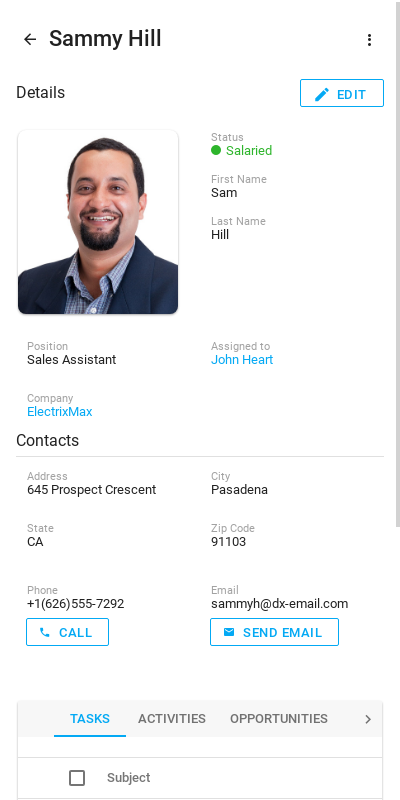 Sammy Hill
Details
EDIT
Status
Salaried
First Name
Sam
Last Name
Hill
Position
Sales Assistant
Assigned to
John Heart
Company
ElectrixMax
Contacts
Address
645 Prospect Crescent
City
Pasadena
State
CA
Zip Code
91103
Phone
+1(626)555-7292
CALL
Email
sammyh@dx-email.com
SEND EMAIL
TASKS ACTIVITIES OPPORTUNITIES
Subject